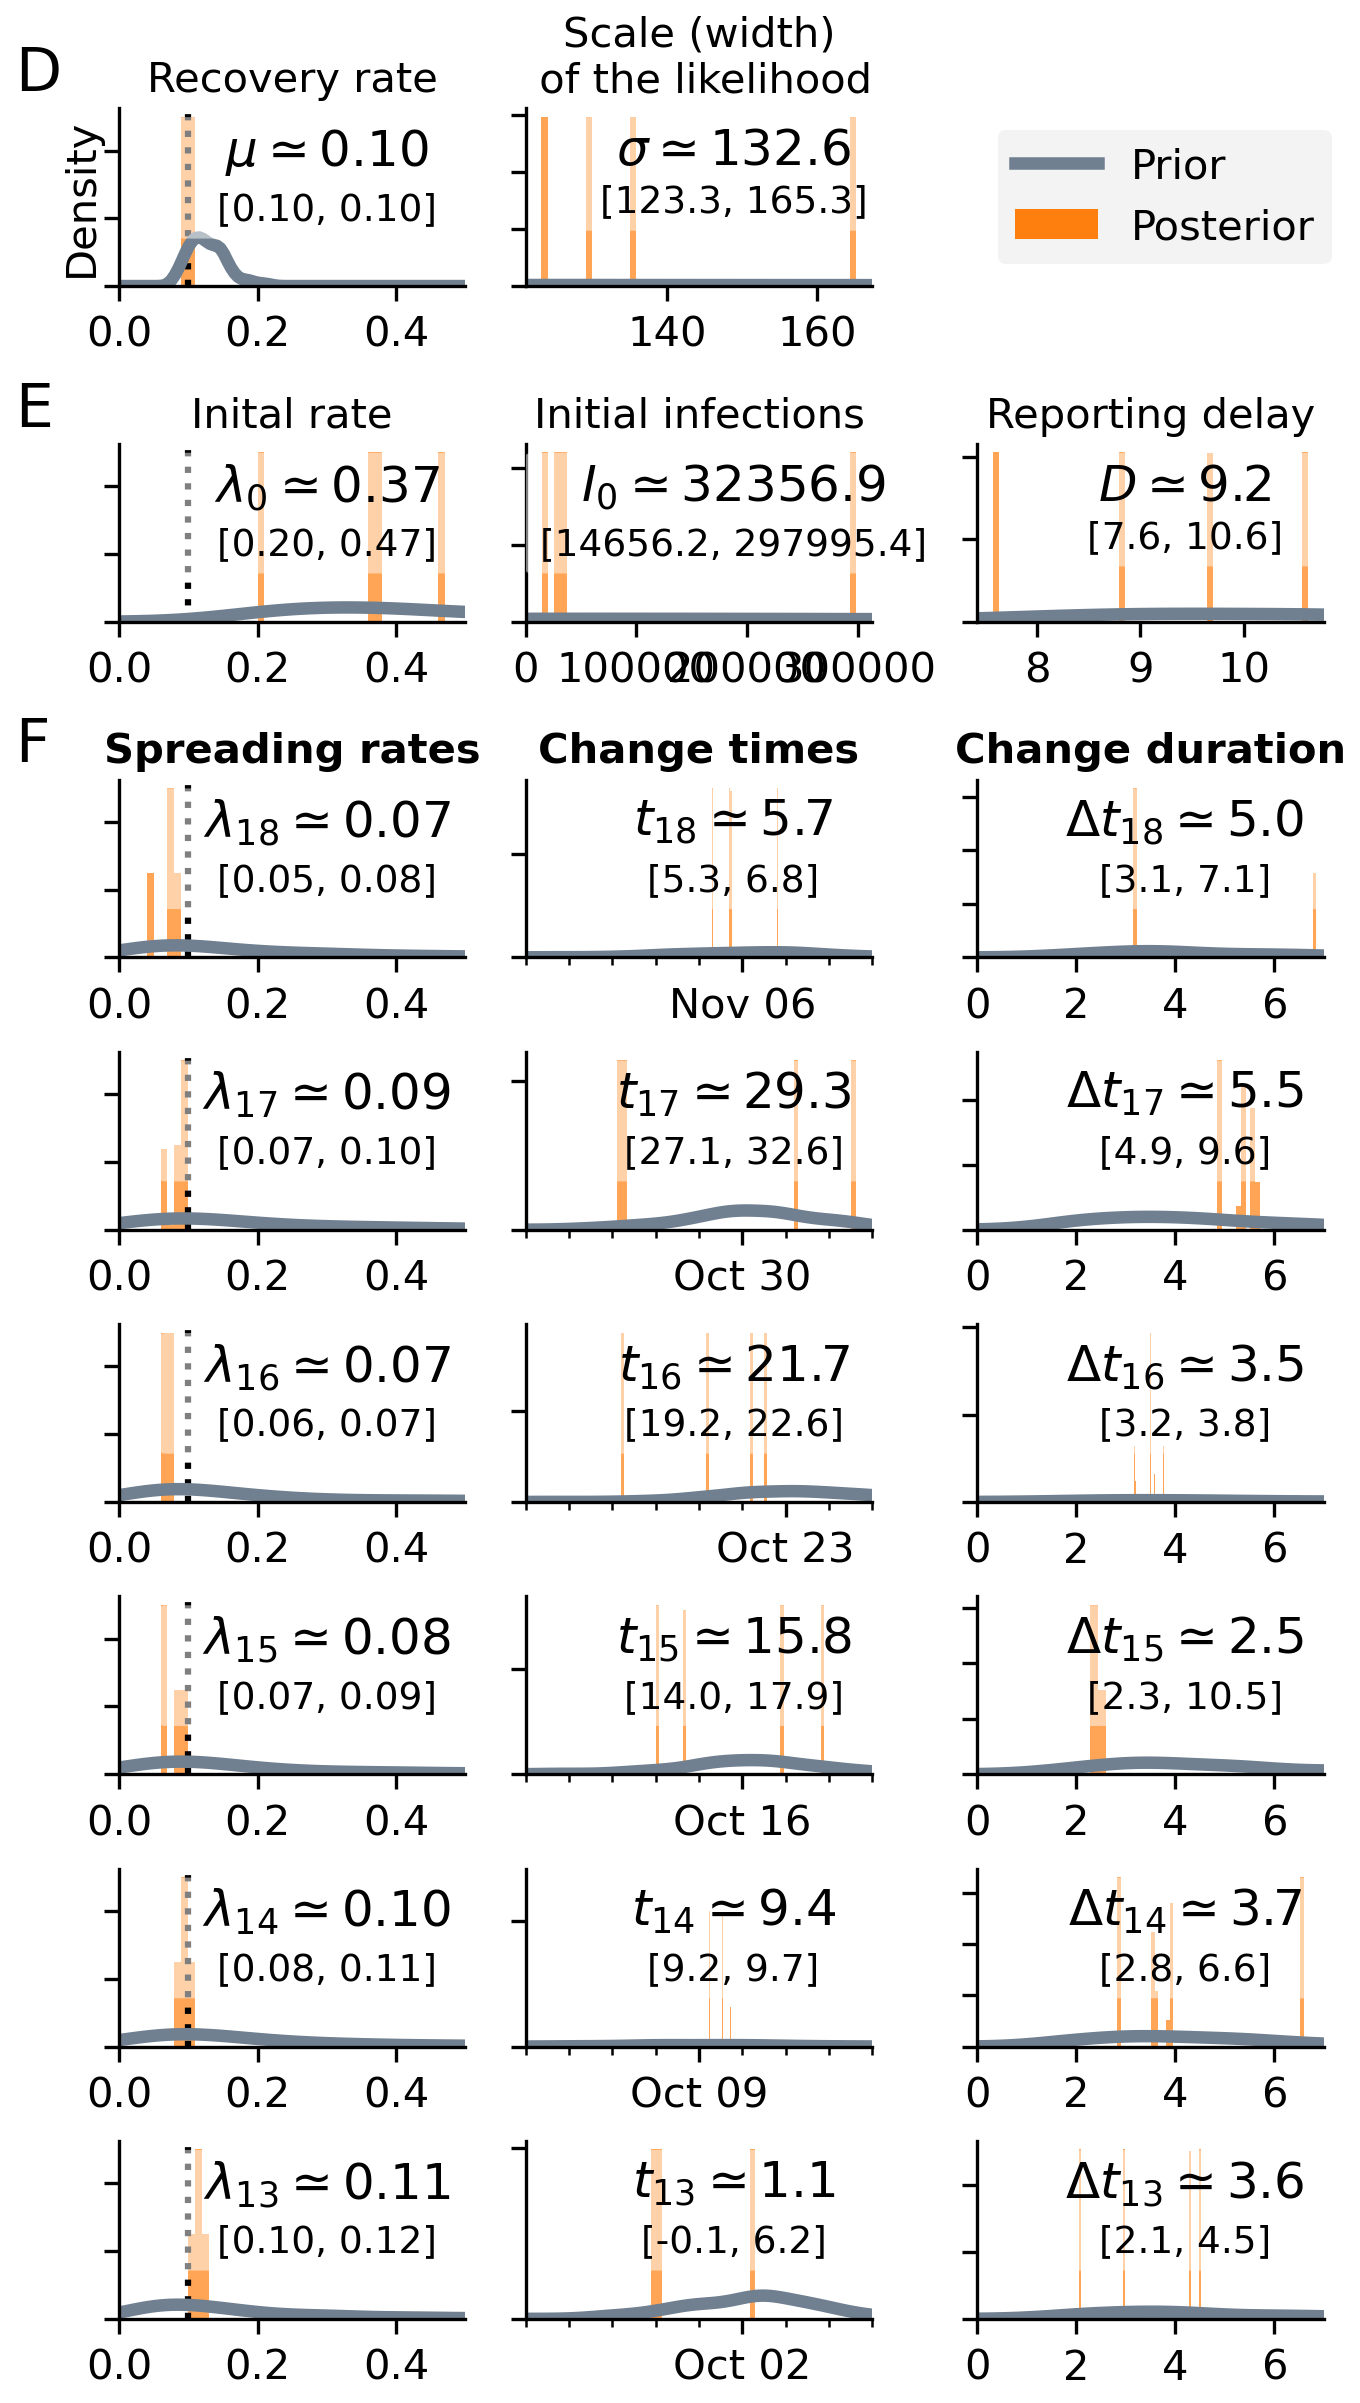 D
Recovery rate
Density
μ ≃ 0.10
[0.10, 0.10]
0.0 0.2 0.4
Scale (width)
of the likelihood
σ ≃ 132.6
[123.3, 165.3]
140 160
Prior
Posterior
E
Inital rate
λ0 ≃ 0.37
[0.20, 0.47]
0.0 0.2 0.4
Initial infections
I0 ≃ 32356.9
[14656.2, 297995.4]
0 100000 200000 300000
Reporting delay
D ≃ 9.2
[7.6, 10.6]
8 9 10
F
Spreading rates Change times Change duration
λ18 ≃ 0.07
[0.05, 0.08]
0.0 0.2 0.4
t18 ≃ 5.7
[5.3, 6.8]
Nov 06
Δt18 ≃ 5.0
[3.1, 7.1]
0 2 4 6
λ17 ≃ 0.09
[0.07, 0.10]
0.0 0.2 0.4
t17 ≃ 29.3
[27.1, 32.6]
Oct 30
Δt17 ≃ 5.5
[4.9, 9.6]
0 2 4 6
λ16 ≃ 0.07
[0.06, 0.07]
0.0 0.2 0.4
t16 ≃ 21.7
[19.2, 22.6]
Oct 23
Δt16 ≃ 3.5
[3.2, 3.8]
0 2 4 6
λ15 ≃ 0.08
[0.07, 0.09]
0.0 0.2 0.4
t15 ≃ 15.8
[14.0, 17.9]
Oct 16
Δt15 ≃ 2.5
[2.3, 10.5]
0 2 4 6
λ14 ≃ 0.10
[0.08, 0.11]
0.0 0.2 0.4
t14 ≃ 9.4
[9.2, 9.7]
Oct 09
Δt14 ≃ 3.7
[2.8, 6.6]
0 2 4 6
λ13 ≃ 0.11
[0.10, 0.12]
0.0 0.2 0.4
t13 ≃ 1.1
[-0.1, 6.2]
Oct 02
Δt13 ≃ 3.6
[2.1, 4.5]
0 2 4 6